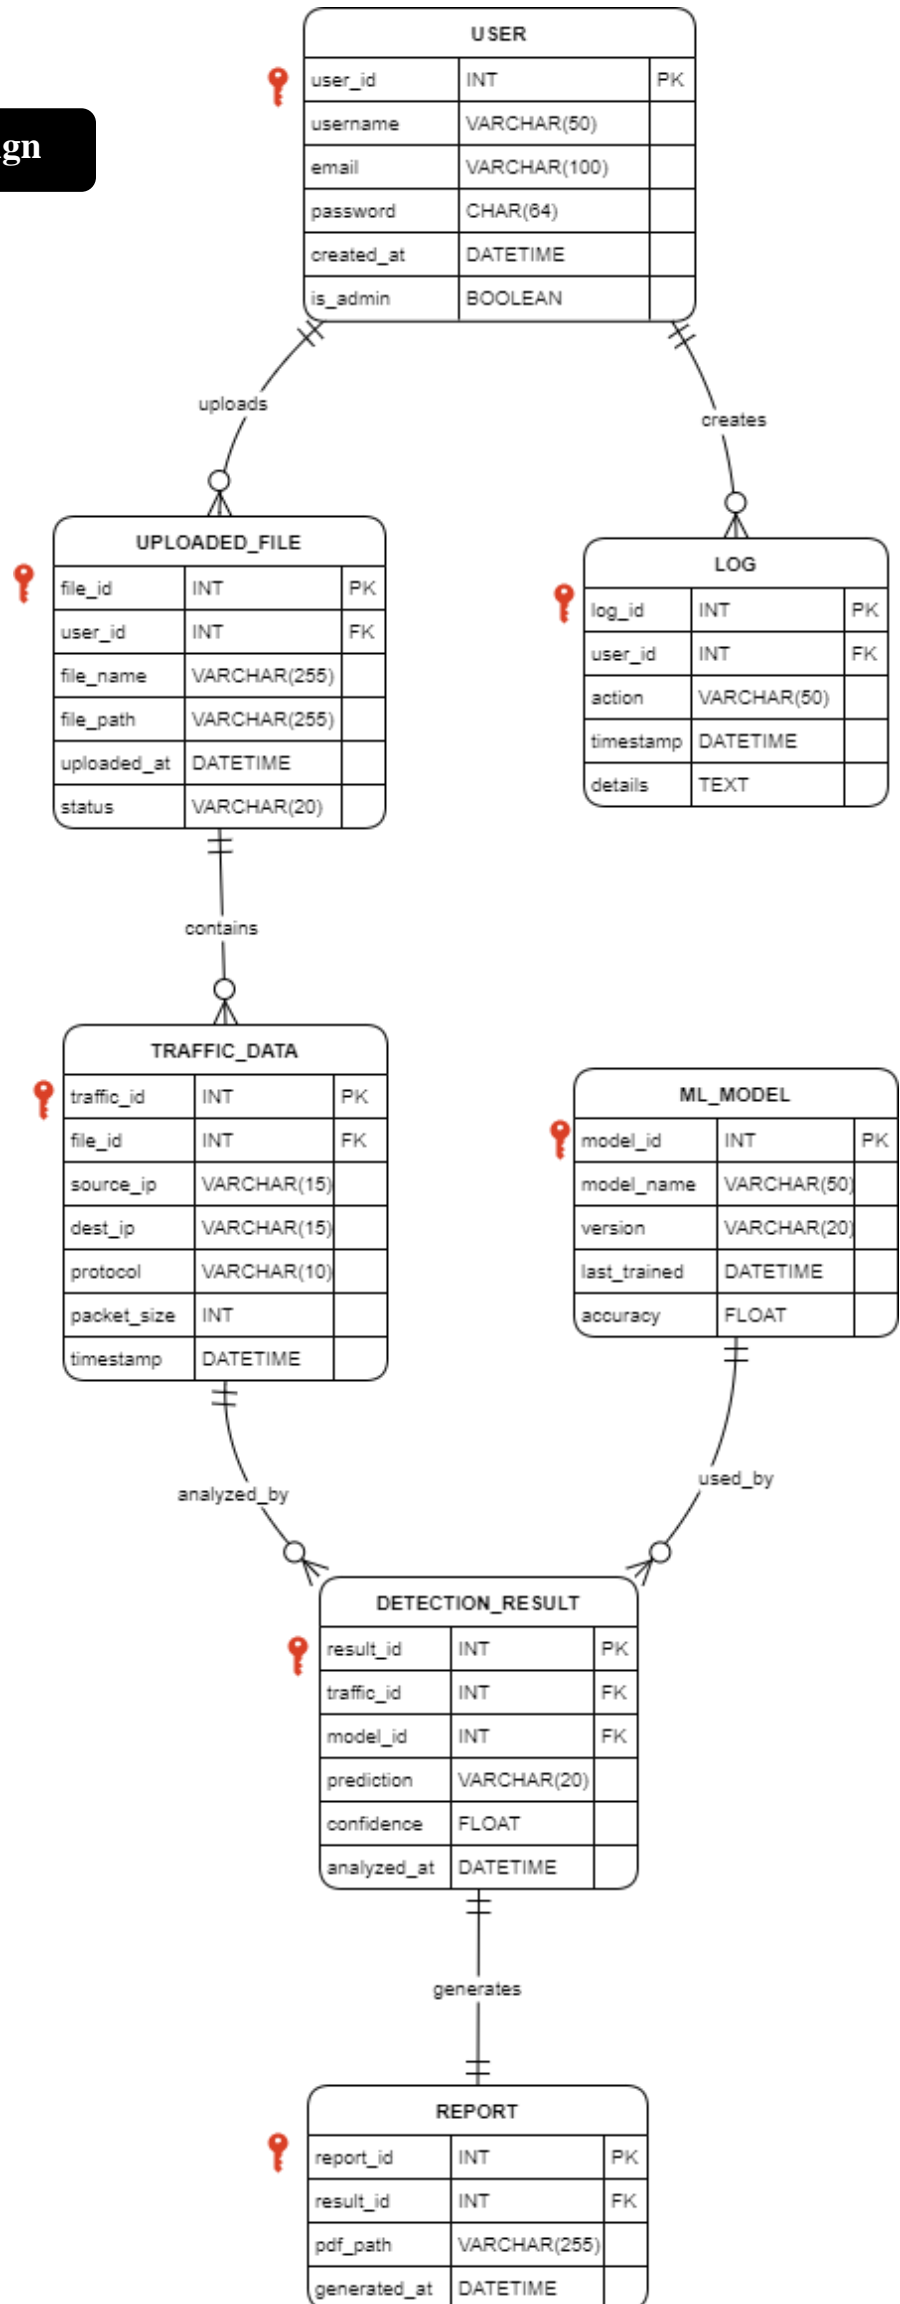 USER
user_id INT PK
ign
username VARCHAR(50)
email VARCHAR(100)
password CHAR(64)
created_at DATETIME
is_admin BOOLEAN
uploads
creates
UPLOADED_FILE
file_id INT PK
user_id INT FK
file_name VARCHAR(255)
file_path VARCHAR(255)
uploaded_at DATETIME
status VARCHAR(20)
LOG
log_id INT PK
user_id INT FK
action VARCHAR(50)
timestamp DATETIME
details TEXT
contains
TRAFFIC_DATA
traffic_id INT PK
file_id INT FK
source_ip VARCHAR(15)
dest_ip VARCHAR(15)
protocol VARCHAR(10)
packet_size INT
timestamp DATETIME
ML_MODEL
model_id INT PK
model_name VARCHAR(50)
version VARCHAR(20)
last_trained DATETIME
accuracy FLOAT
analyzed_by
used_by
DETECTION_RESULT
result_id INT PK
traffic_id INT FK
model_id INT FK
prediction VARCHAR(20)
confidence FLOAT
analyzed_at DATETIME
generates
REPORT
report_id INT PK
result_id INT FK
pdf_path VARCHAR(255)
generated_at DATETIME